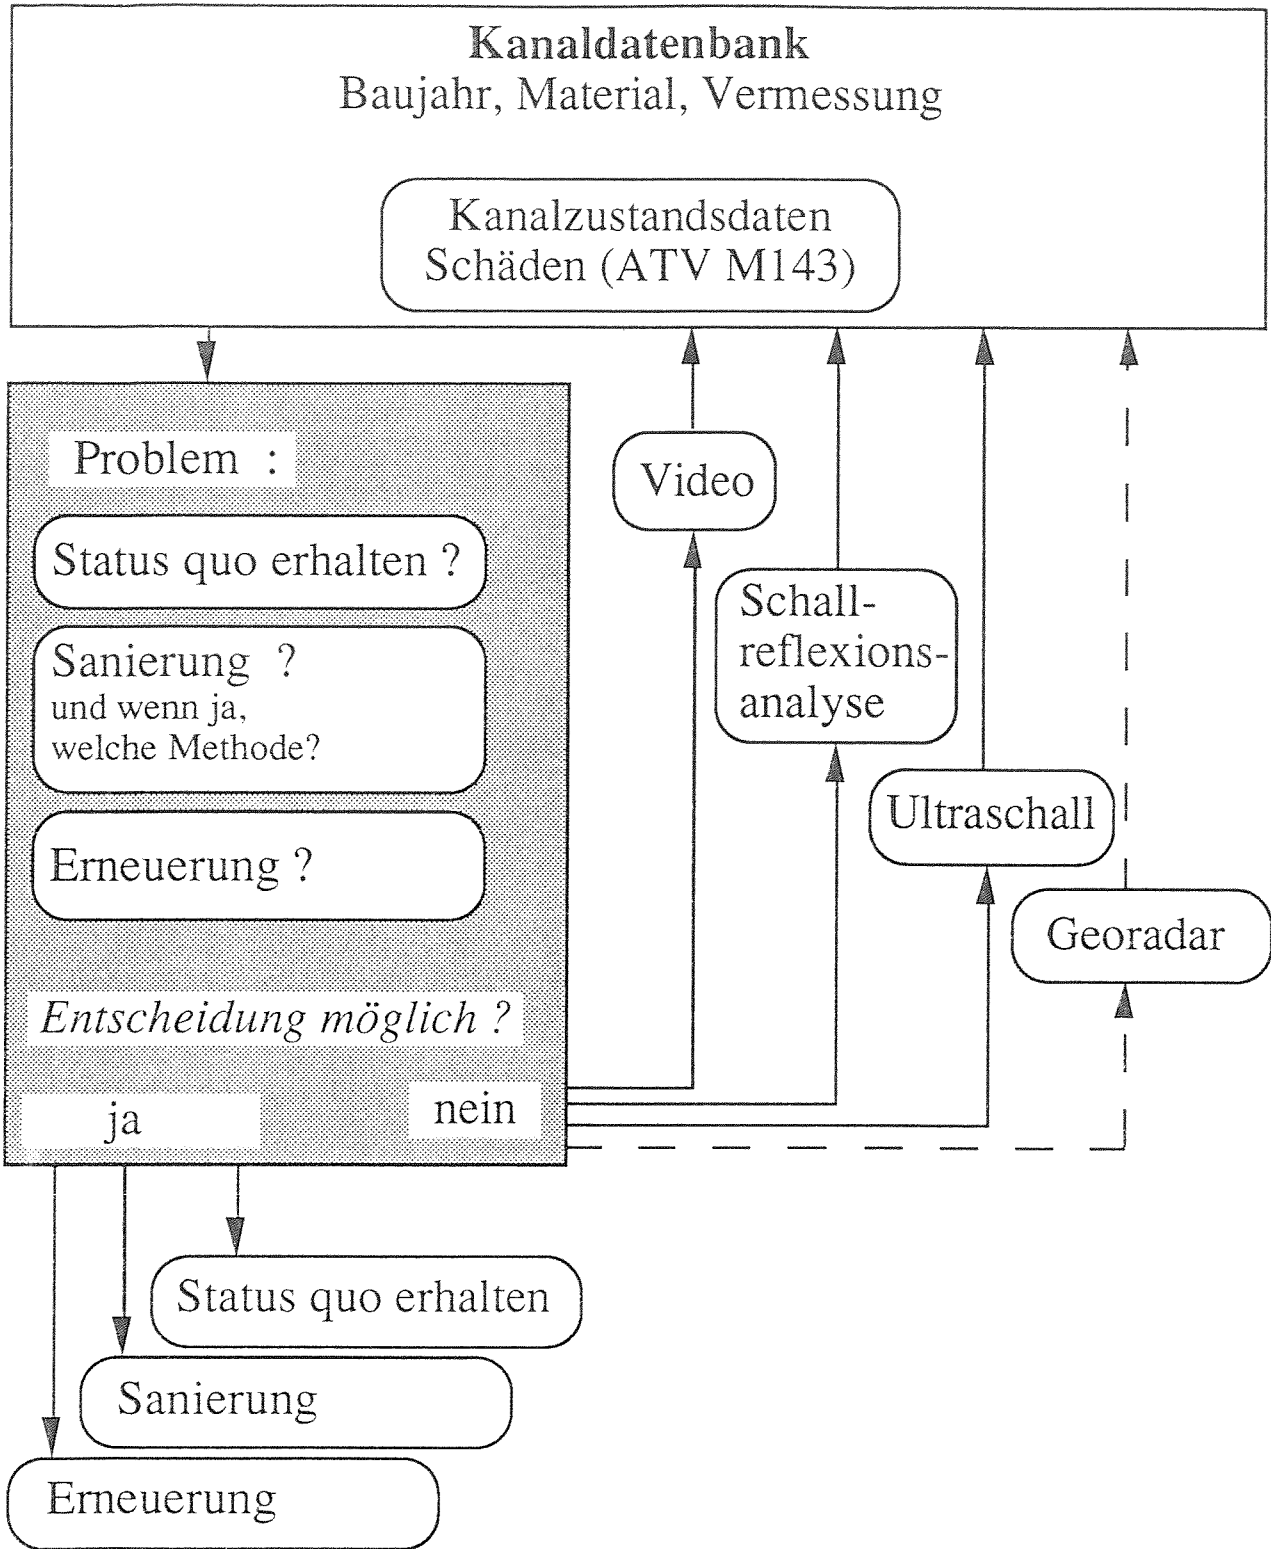 Kanaldatenbank
Baujahr, Material, Vermessung
Kanalzustandsdaten
Schäden (ATV M143)
Problem :
Status quo erhalten ?
Sanierung ?
und wenn ja,
welche Methode?
Erneuerung ?
Entscheidung möglich ?
ja
nein
Video
Schall-
reflexions-
analyse
Ultraschall
Georadar
Status quo erhalten
Sanierung
Erneuerung